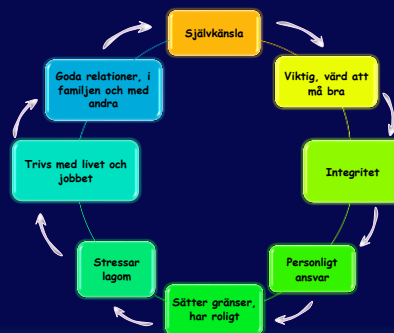 Självkänsla
Viktig, värd att
må bra
Integritet
Personligt
ansvar
Sätter gränser,
har roligt
Stressar
lagom
Trivs med livet och
jobbet
Goda relationer, i
familjen och med
andra